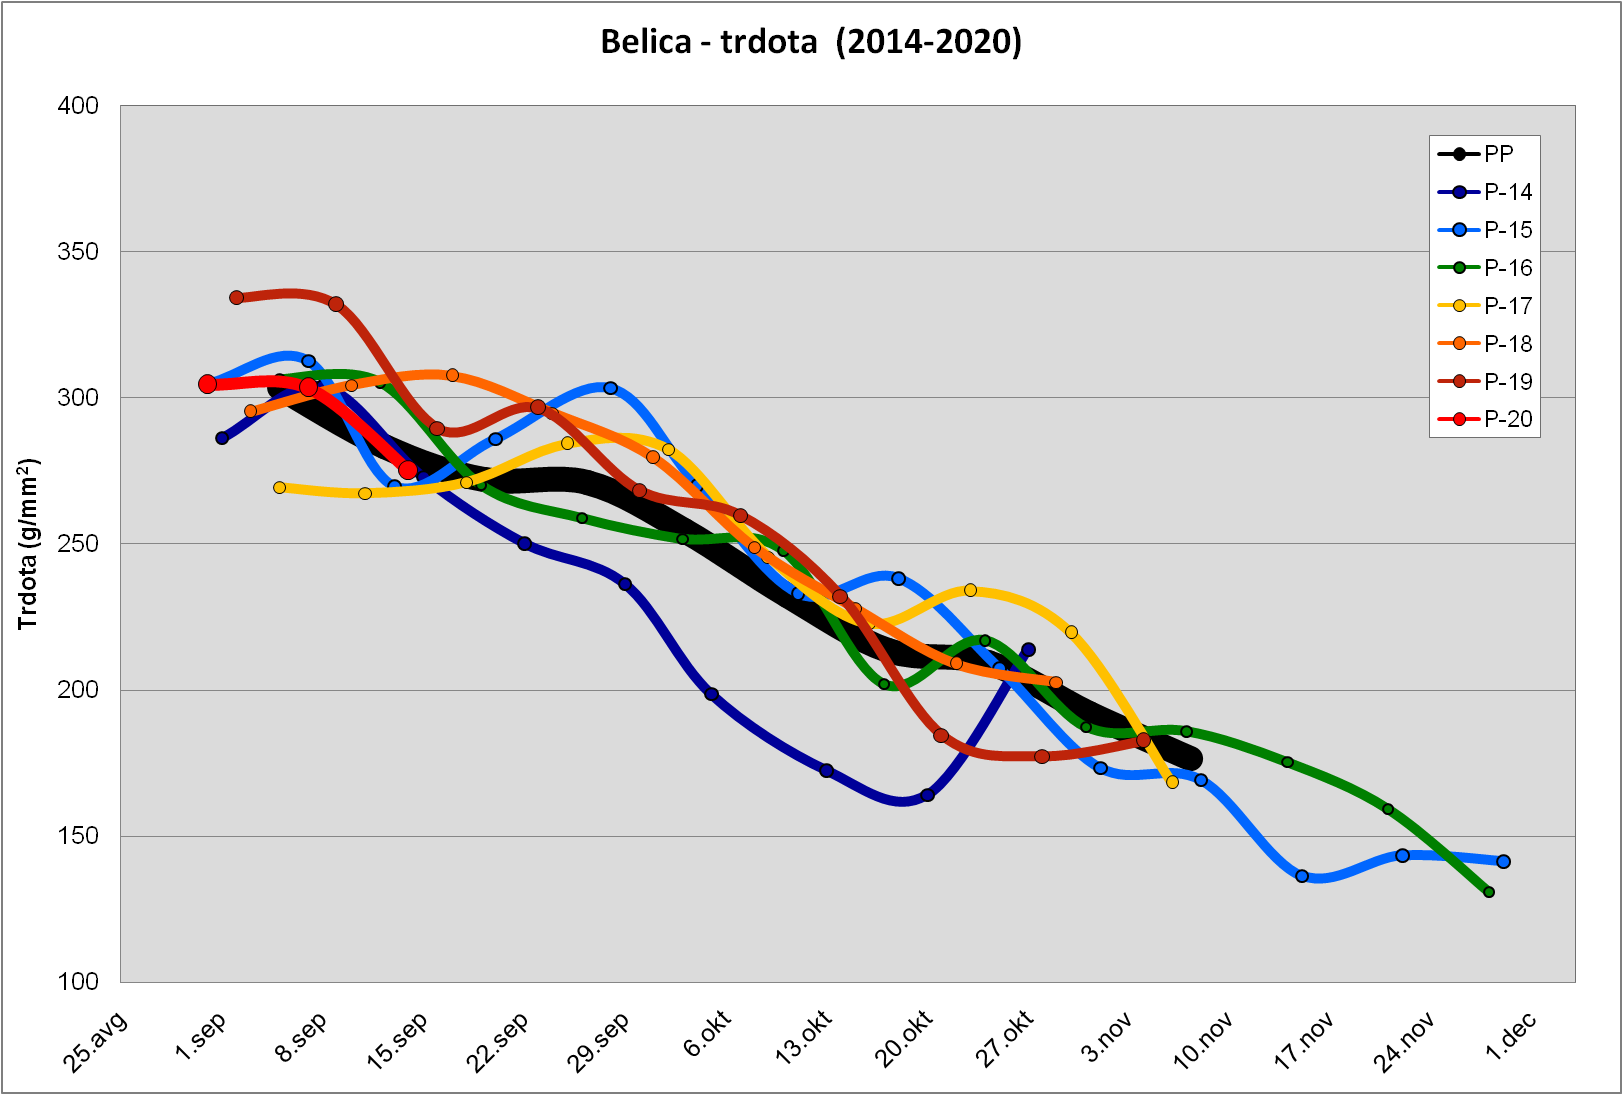 Belica - trdota  (2014-2020)
400
350
300
250
200
150
100
Trdota (g/mm²)
25.avg
1.sep
8.sep
15.sep
22.sep
29.sep
6.okt
13.okt
20.okt
27.okt
3.nov
10.nov
17.nov
24.nov
1.dec
PP
P-14
P-15
P-16
P-17
P-18
P-19
P-20